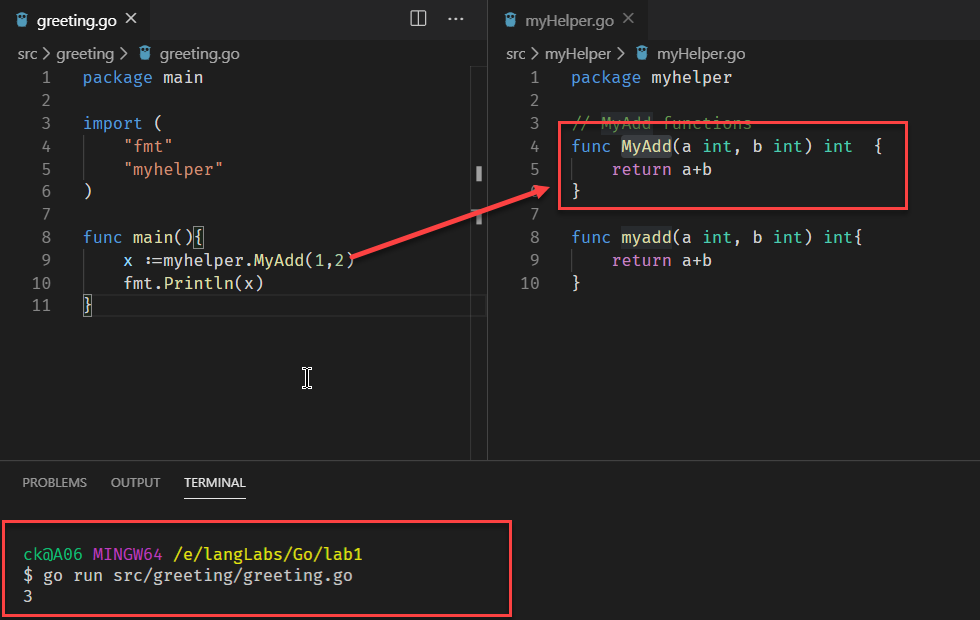 greeting.go
src > greeting > greeting.go
1 package main
2
3 import (
4 "fmt"
5 "myhelper"
6 )
7
8 func main(){
9 x :=myhelper.MyAdd(1,2)
10 fmt.Println(x)
11 }
myHelper.go
src > myHelper > myHelper.go
1 package myhelper
2
3 // MyAdd functions
4 func MyAdd(a int, b int) int  {
5 return a+b
6 }
7
8 func myadd(a int, b int) int{
9 return a+b
10 }
PROBLEMS OUTPUT TERMINAL
ck@A06 MINGW64 /e/langLabs/Go/lab1
$ go run src/greeting/greeting.go
3